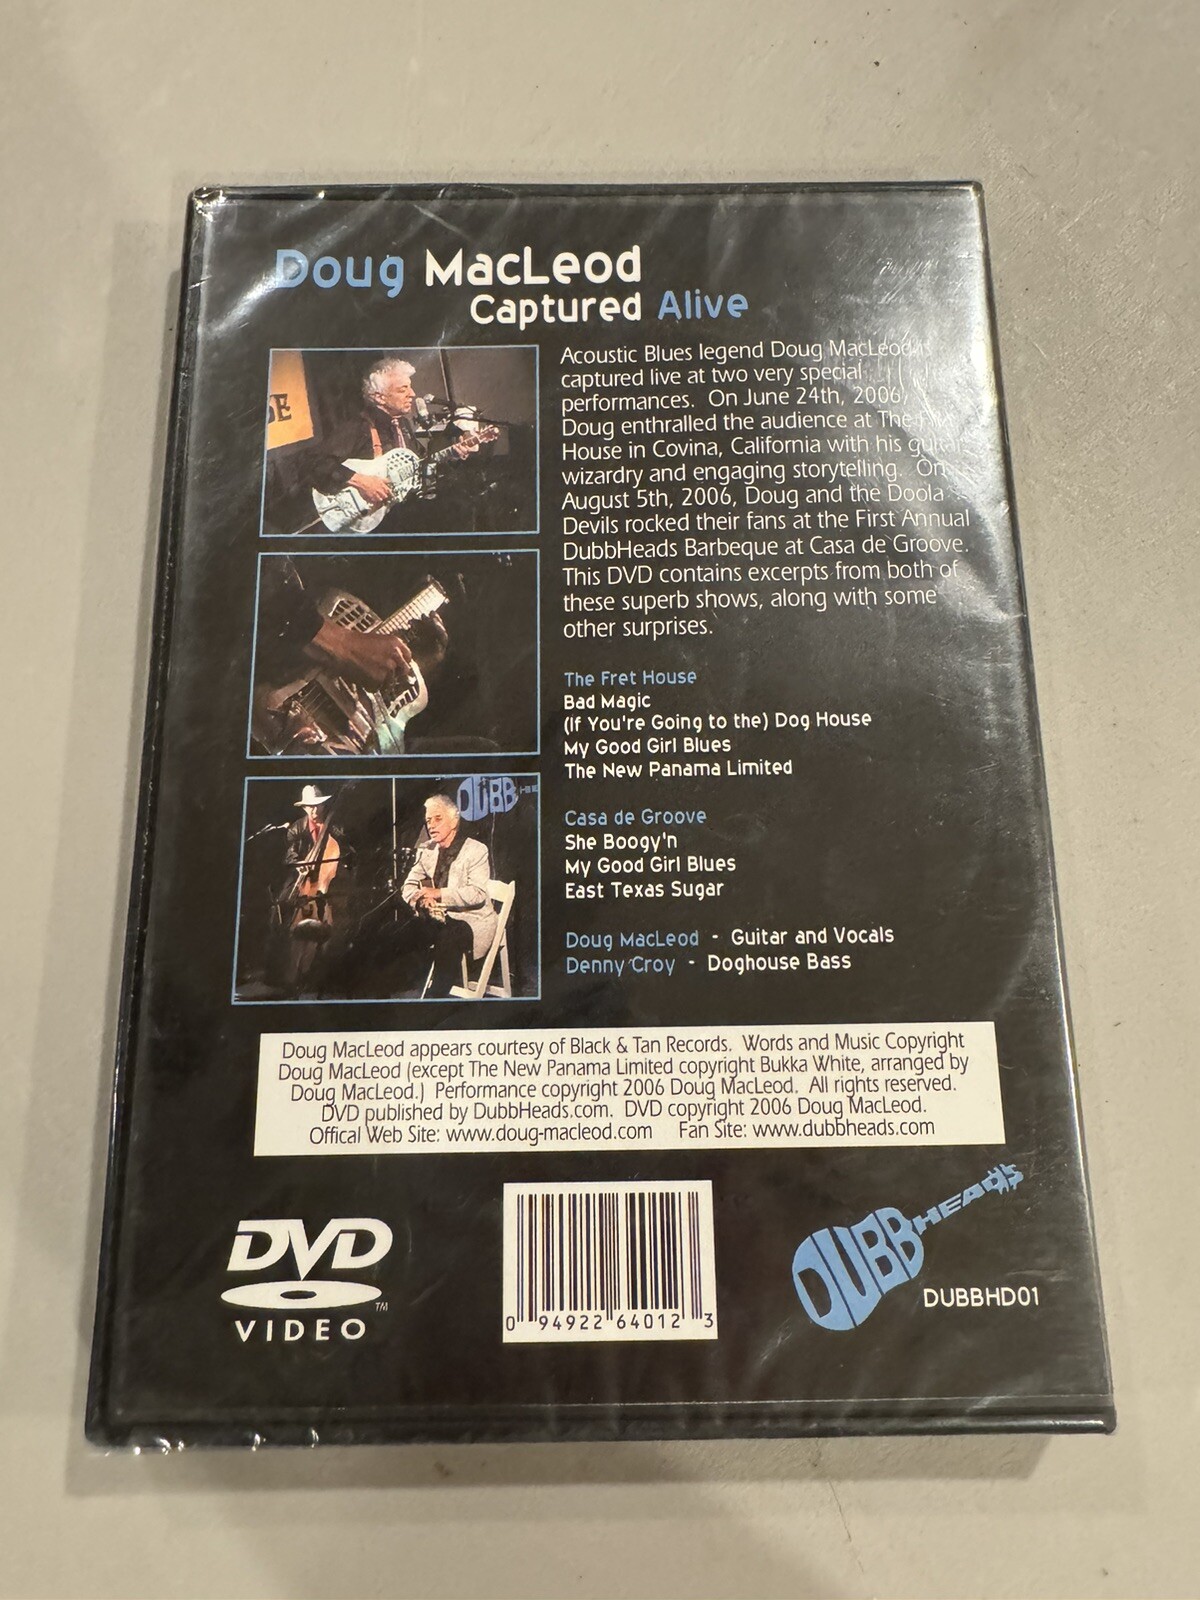 Doug MacLeod
Captured Alive
Acoustic Blues legend Doug MacLeod is
captured live at two very special
performances. On June 24th, 2006,
Doug enthralled the audience at The Fret
House in Covina, California with his guitar
wizardry and engaging storytelling. On
August 5th, 2006, Doug and the Doola
Devils rocked their fans at the First Annual
DubbHeads Barbeque at Casa de Groove.
This DVD contains excerpts from both of
these superb shows, along with some
other surprises.
The Fret House
Bad Magic
(If You're Going to the) Dog House
My Good Girl Blues
The New Panama Limited
Casa de Groove
She Boogy'n
My Good Girl Blues
East Texas Sugar
Doug MacLeod - Guitar and Vocals
Denny Croy - Doghouse Bass
SE
DUBB
Doug MacLeod appears courtesy of Black & Tan Records. Words and Music Copyright
Doug MacLeod (except The New Panama Limited copyright Bukka White, arranged by
Doug MacLeod.) Performance copyright 2006 Doug MacLeod. All rights reserved.
DVD published by DubbHeads.com. DVD copyright 2006 Doug MacLeod.
Offical Web Site: www.doug-macleod.com Fan Site: www.dubbheads.com
DVD
VIDEO
TM
0 94922 64012 3
DUBBHEADS
DUBBHD01